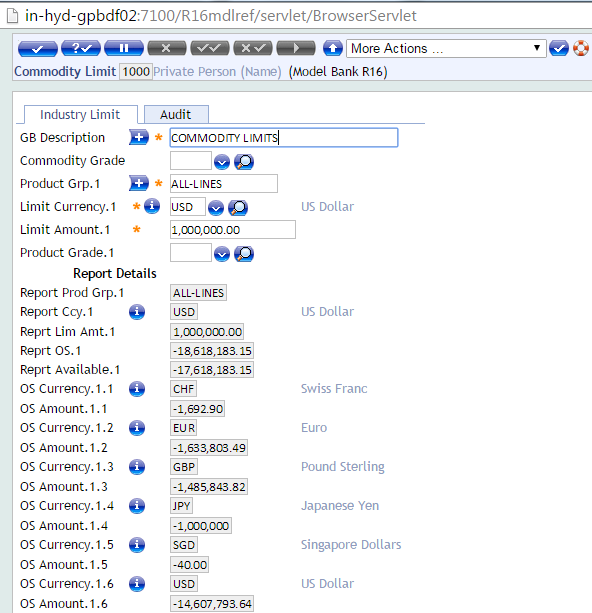 in-hyd-gpbdf02:7100/R16mdlref/servlet/BrowserServlet
More Actions ...
Commodity Limit 1000 Private Person (Name) (Model Bank R16)
Industry Limit Audit
GB Description * COMMODITY LIMITS
Commodity Grade
Product Grp.1 * ALL-LINES
Limit Currency.1 * USD US Dollar
Limit Amount.1 * 1,000,000.00
Product Grade.1
Report Details
Report Prod Grp.1 ALL-LINES
Report Ccy.1 USD US Dollar
Reprt Lim Amt.1 1,000,000.00
Reprt OS.1 -18,618,183.15
Reprt Available.1 -17,618,183.15
OS Currency.1.1 CHF Swiss Franc
OS Amount.1.1 -1,692.90
OS Currency.1.2 EUR Euro
OS Amount.1.2 -1,633,803.49
OS Currency.1.3 GBP Pound Sterling
OS Amount.1.3 -1,485,843.82
OS Currency.1.4 JPY Japanese Yen
OS Amount.1.4 -1,000,000
OS Currency.1.5 SGD Singapore Dollars
OS Amount.1.5 -40.00
OS Currency.1.6 USD US Dollar
OS Amount.1.6 -14,607,793.64